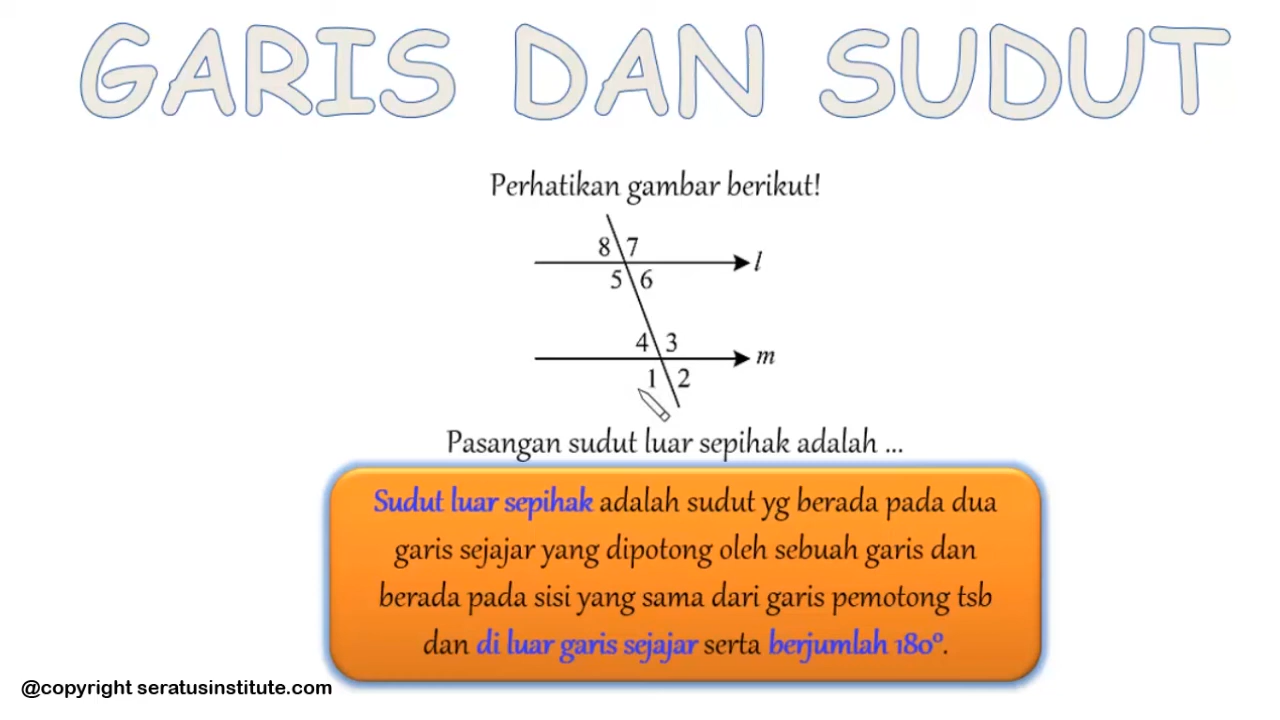 GARIS DAN SUDUT
Perhatikan gambar berikut!
8 7
l
5 6
4 3
m
1 2
Pasangan sudut luar sepihak adalah ...
Sudut luar sepihak adalah sudut yg berada pada dua
garis sejajar yang dipotong oleh sebuah garis dan
berada pada sisi yang sama dari garis pemotong tsb
dan di luar garis sejajar serta berjumlah 180°.
@copyright seratusinstitute.com